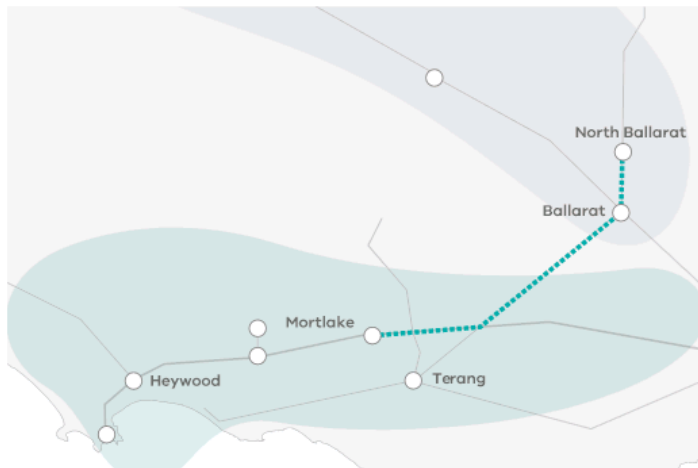 North Ballarat
Ballarat
Mortlake
Heywood
Terang